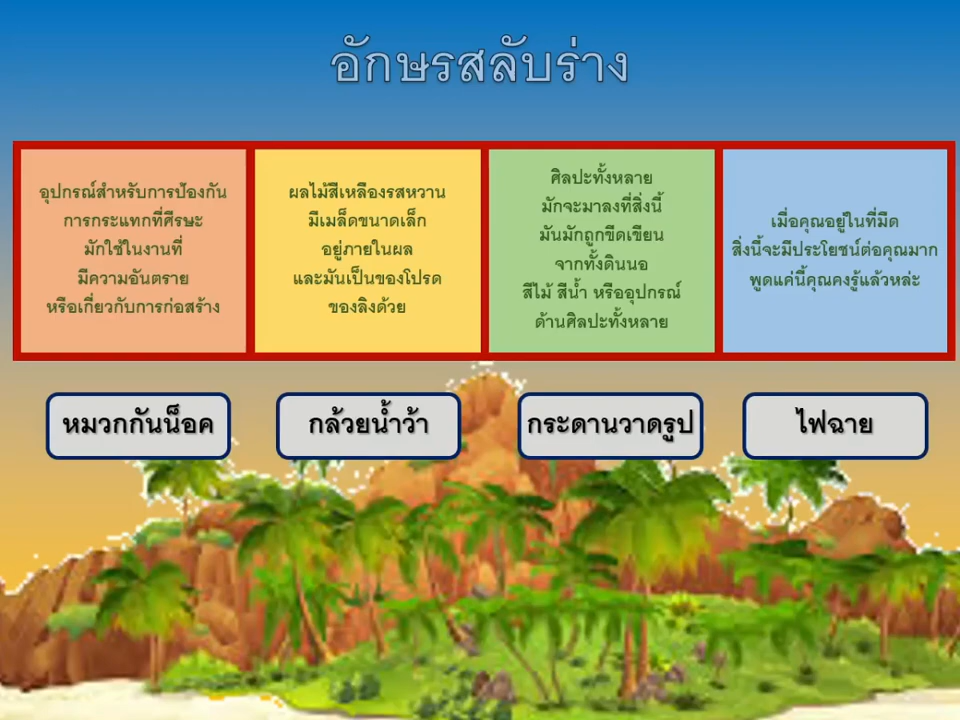 อักษรสลับร่าง
อุปกรณ์สำหรับการป้องกัน
การกระแทกที่ศีรษะ
มักใช้ในงานที่
มีความอันตราย
หรือเกี่ยวกับการก่อสร้าง
ผลไม้สีเหลืองรสหวาน
มีเมล็ดขนาดเล็ก
อยู่ภายในผล
และมันเป็นของโปรด
ของลิงด้วย
ศิลปะทั้งหลาย
มักจะมาลงที่สิ่งนี้
มันมักถูกขีดเขียน
จากทั้งดินนอ
สีไม้ สีน้ำ หรืออุปกรณ์
ด้านศิลปะทั้งหลาย
เมื่อคุณอยู่ในที่มืด
สิ่งนี้จะมีประโยชน์ต่อคุณมาก
พูดแค่นี้คุณคงรู้แล้วหล่ะ
หมวกกันน็อค
กล้วยน้ำว้า
กระดานวาดรูป
ไฟฉาย